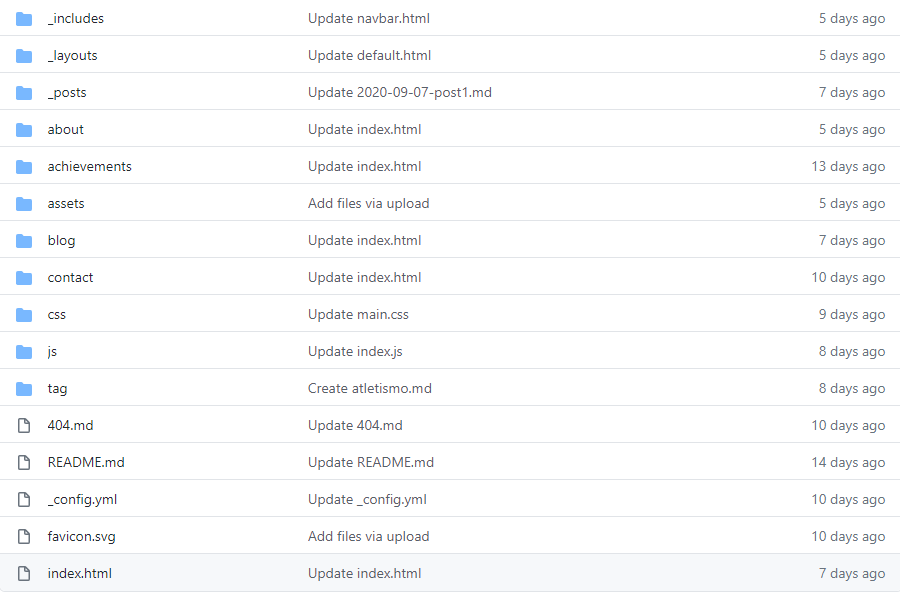 _includes Update navbar.html 5 days ago
_layouts Update default.html 5 days ago
_posts Update 2020-09-07-post1.md 7 days ago
about Update index.html 5 days ago
achievements Update index.html 13 days ago
assets Add files via upload 5 days ago
blog Update index.html 7 days ago
contact Update index.html 10 days ago
css Update main.css 9 days ago
js Update index.js 8 days ago
tag Create atletismo.md 8 days ago
404.md Update 404.md 10 days ago
README.md Update README.md 14 days ago
_config.yml Update _config.yml 10 days ago
favicon.svg Add files via upload 10 days ago
index.html Update index.html 7 days ago